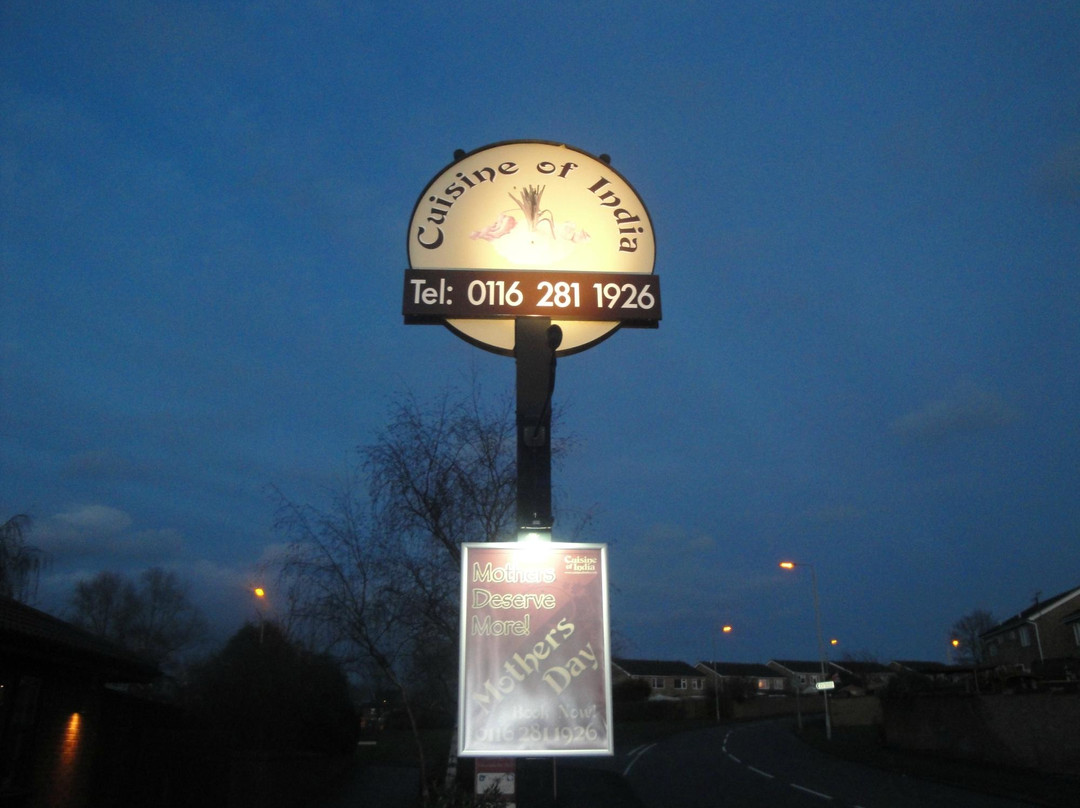 Cuisine of India
Tel: 0116 281 1926
Cuisine
of India
Mothers
Deserve
More!
Mothers
Day
Book Now!
0116 281 1926